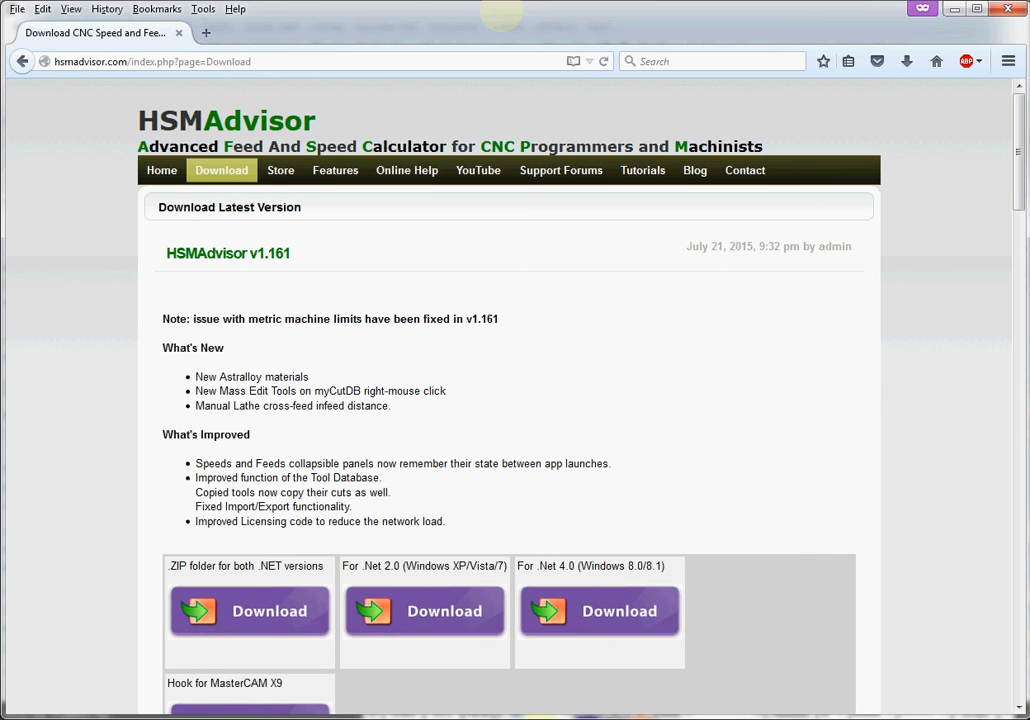 File Edit View History Bookmarks Tools Help
Download CNC Speed and Fee... × +
hsmadvisor.com/index.php?page=Download Search ABP
HSMAdvisor
Advanced Feed And Speed Calculator for CNC Programmers and Machinists
Home Download Store Features Online Help YouTube Support Forums Tutorials Blog Contact
Download Latest Version
HSMAdvisor v1.161 July 21, 2015, 9:32 pm by admin
Note: issue with metric machine limits have been fixed in v1.161
What's New
• New Astralloy materials
• New Mass Edit Tools on myCutDB right-mouse click
• Manual Lathe cross-feed infeed distance.
What's Improved
• Speeds and Feeds collapsible panels now remember their state between app launches.
• Improved function of the Tool Database.
Copied tools now copy their cuts as well.
Fixed Import/Export functionality.
• Improved Licensing code to reduce the network load.
.ZIP folder for both .NET versions For .Net 2.0 (Windows XP/Vista/7) For .Net 4.0 (Windows 8.0/8.1)
Download Download Download
Hook for MasterCAM X9